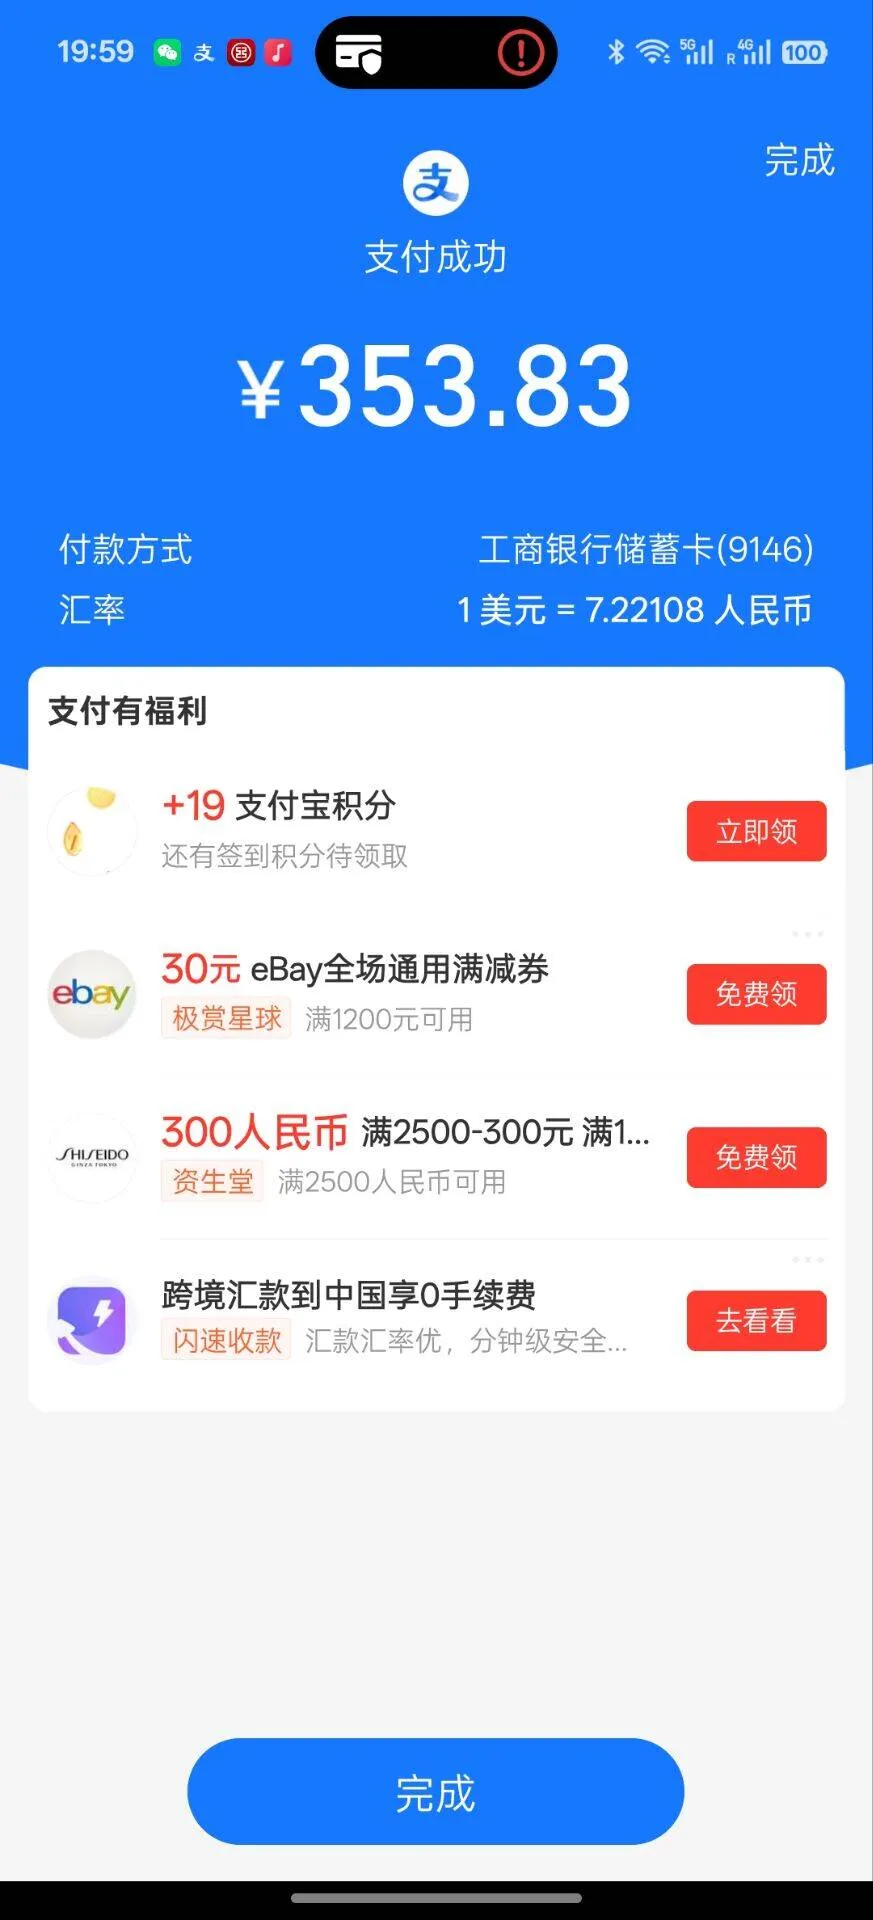 19:59 支 5G R 4G 100
完成
支
支付成功
¥353.83
付款方式 工商银行储蓄卡(9146)
汇率 1 美元 = 7.22108 人民币
支付有福利
+19 支付宝积分
还有签到积分待领取
立即领
ebay
30元 eBay全场通用满减券
极赏星球 满1200元可用
免费领
SHISEIDO
GINZA TOKYO
300人民币 满2500-300元 满1...
资生堂 满2500人民币可用
免费领
跨境汇款到中国享0手续费
闪速收款 汇款汇率优，分钟级安全...
去看看
完成